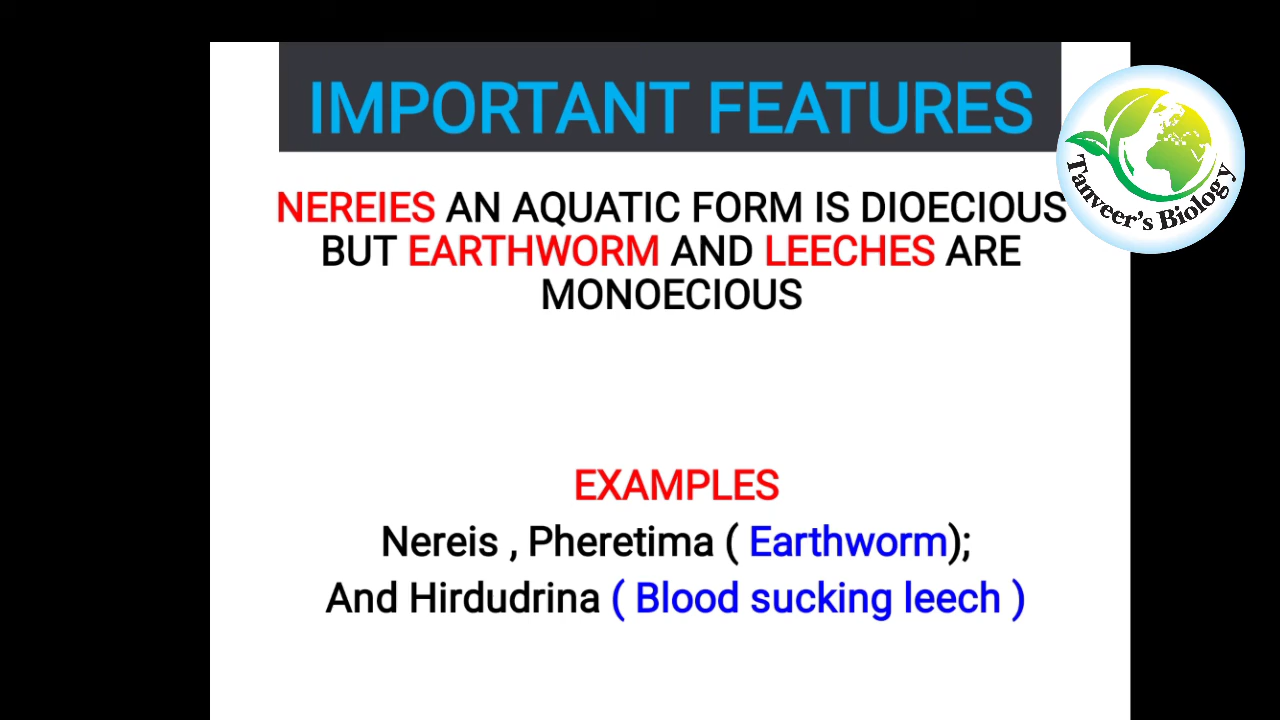 IMPORTANT FEATURES
NEREIES AN AQUATIC FORM IS DIOECIOUS
BUT EARTHWORM AND LEECHES ARE
MONOECIOUS
EXAMPLES
Nereis , Pheretima ( Earthworm);
And Hirdudrina ( Blood sucking leech )
Tanveer's Biology